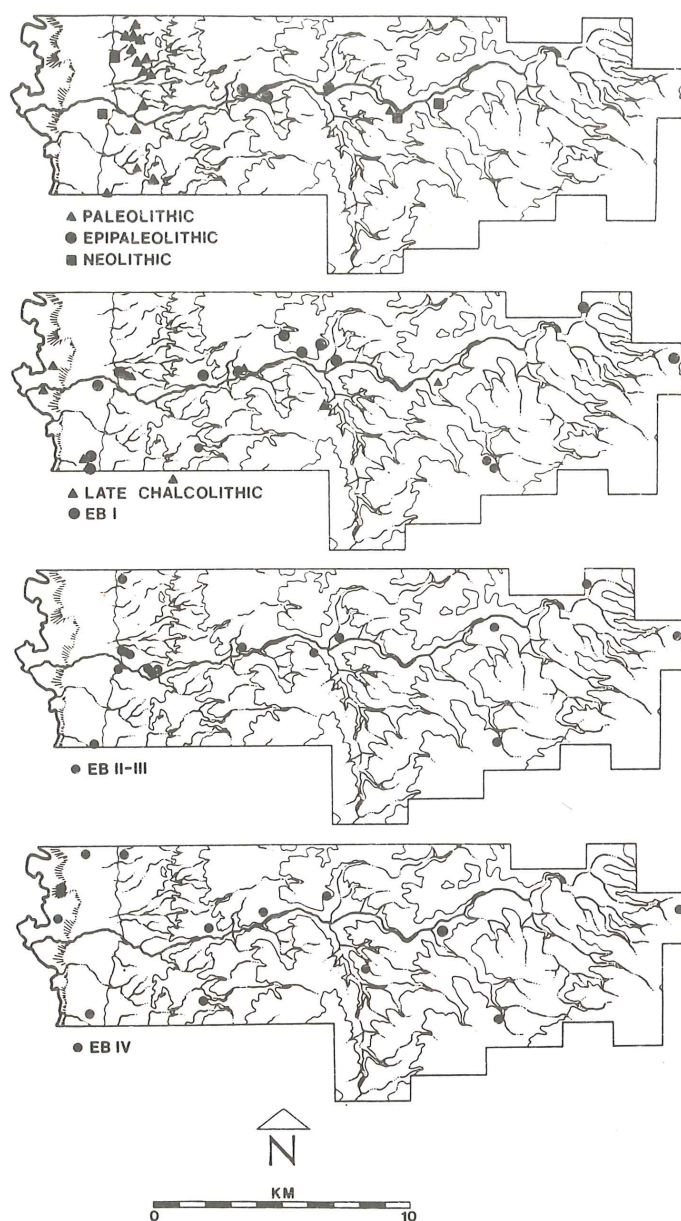 ▲ PALEOLITHIC
● EPIPALEOLITHIC
■ NEOLITHIC
▲ LATE CHALCOLITHIC
● EB I
● EB II-III
● EB IV
N
KM
0 10